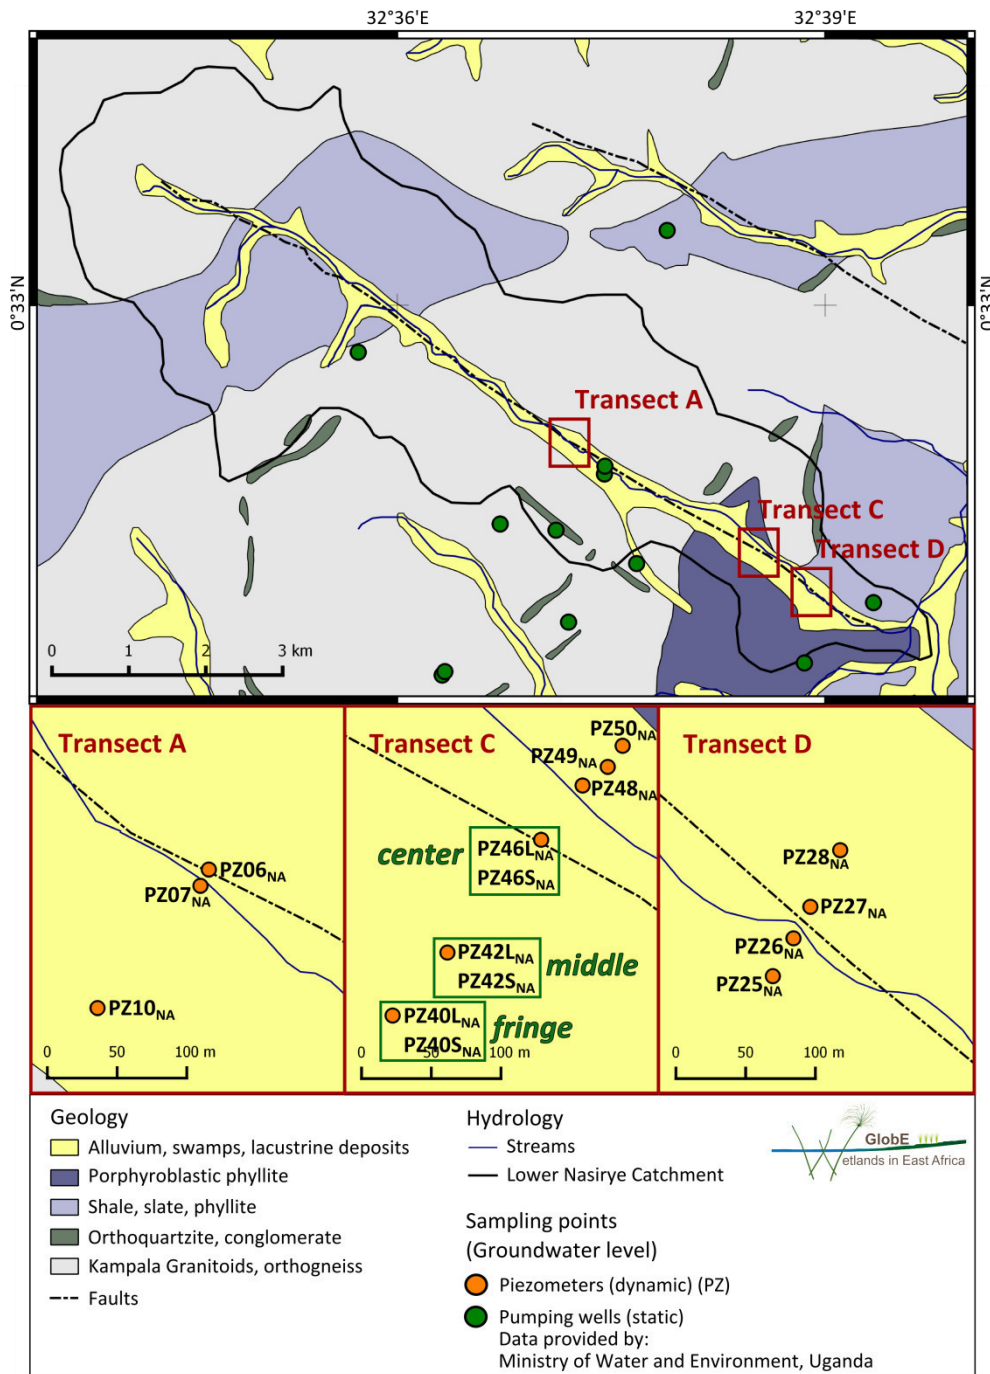 32°36'E
32°39'E
0°33'N
0°33'N
Transect A
Transect C
Transect D
0 1 2 3 km
Transect A
PZ06NA
PZ07NA
PZ10NA
0 50 100 m
Transect C
PZ50NA
PZ49NA
PZ48NA
center
PZ46LNA
PZ46SNA
PZ42LNA
middle
PZ42SNA
PZ40LNA
fringe
PZ40SNA
0 50 100 m
Transect D
PZ28NA
PZ27NA
PZ26NA
PZ25NA
0 50 100 m
Geology
Alluvium, swamps, lacustrine deposits
Porphyroblastic phyllite
Shale, slate, phyllite
Orthoquartzite, conglomerate
Kampala Granitoids, orthogneiss
Faults
Hydrology
Streams
Lower Nasirye Catchment
Sampling points
(Groundwater level)
Piezometers (dynamic) (PZ)
Pumping wells (static)
Data provided by:
Ministry of Water and Environment, Uganda
GlobE
Wetlands in East Africa